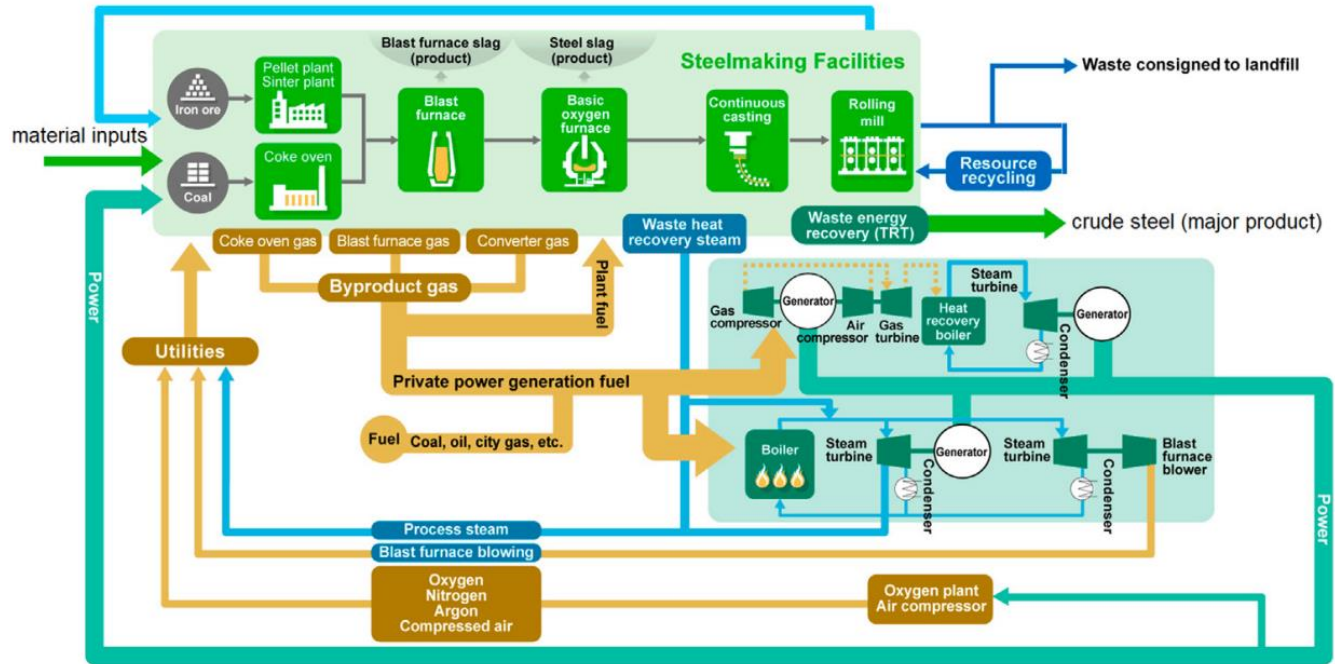 Blast furnace slag
(product)
Steel slag
(product)
Steelmaking Facilities
Waste consigned to landfill
Iron ore
Pellet plant
Sinter plant
Blast
furnace
Basic
oxygen
furnace
Continuous
casting
Rolling
mill
material inputs
Coal
Coke oven
Resource
recycling
Coke oven gas
Blast furnace gas
Converter gas
Waste heat
recovery steam
Waste energy
recovery (TRT)
crude steel (major product)
Power
Byproduct gas
Plant fuel
Utilities
Gas
compressor
Generator
Air
compressor
Gas
turbine
Heat
recovery
boiler
Steam
turbine
Condenser
Generator
Private power generation fuel
Fuel
Coal, oil, city gas, etc.
Boiler
Steam
turbine
Condenser
Generator
Steam
turbine
Condenser
Blast
furnace
blower
Power
Process steam
Blast furnace blowing
Oxygen
Nitrogen
Argon
Compressed air
Oxygen plant
Air compressor